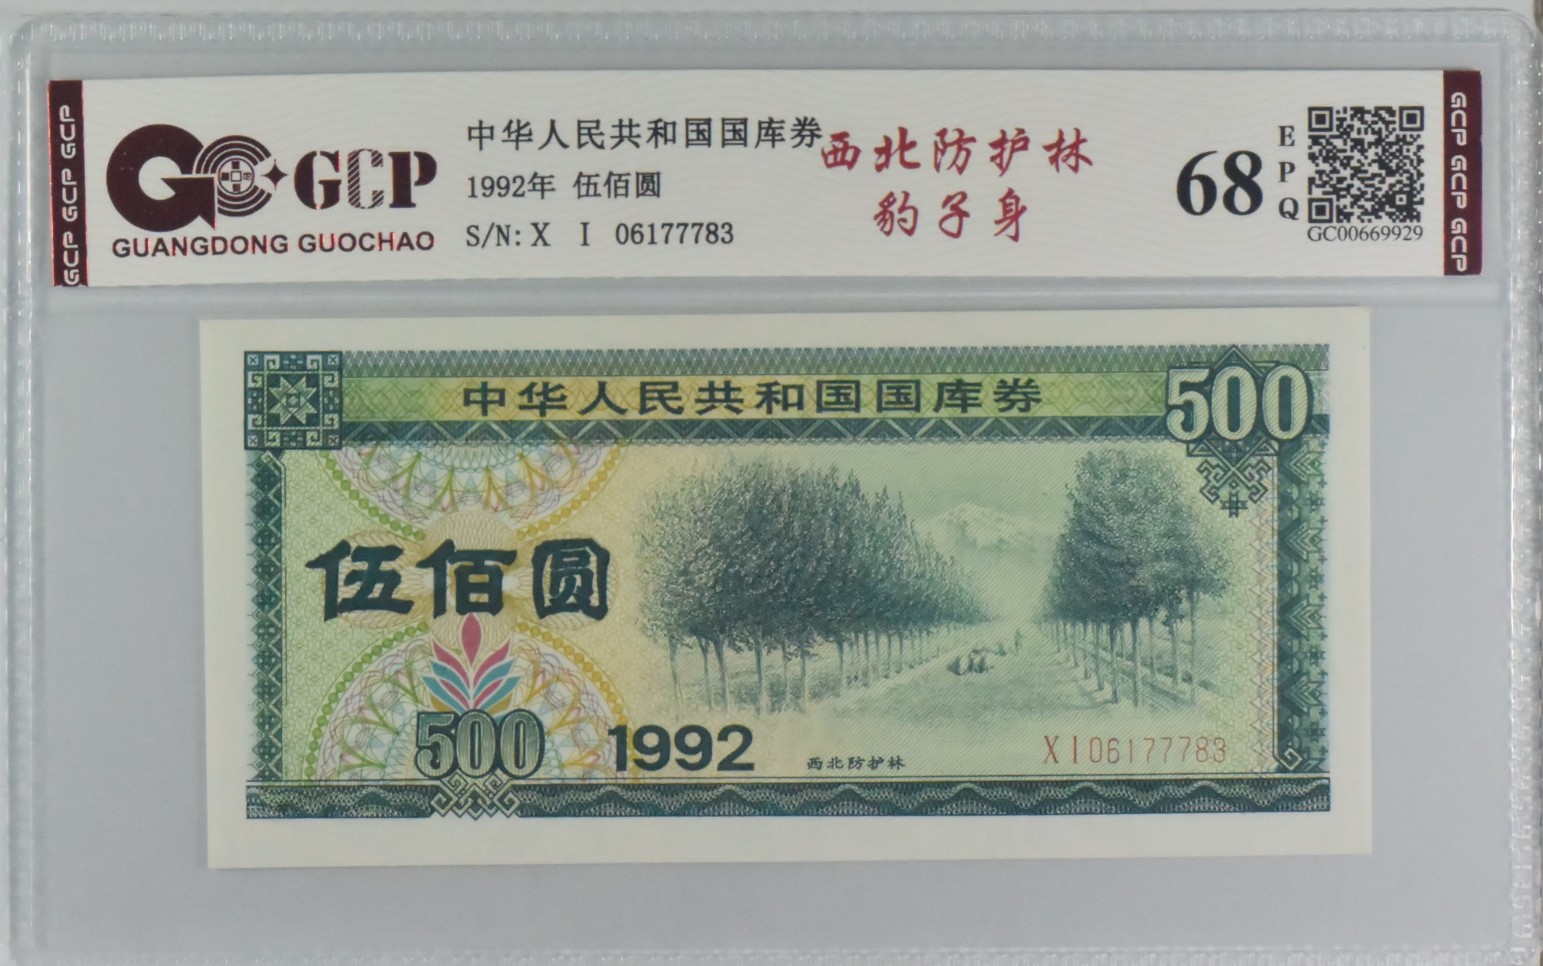 GCP GCP GCP
GCP
GUANGDONG GUOCHAO
中华人民共和国国库券
1992年 伍佰圆
S/N: X I 06177783
西北防护林
豹子身
68
EPQ
GC00669929
GCP GCP GCP
中华人民共和国国库券
500
伍佰圆
500
1992
西北防护林
X I 06177783